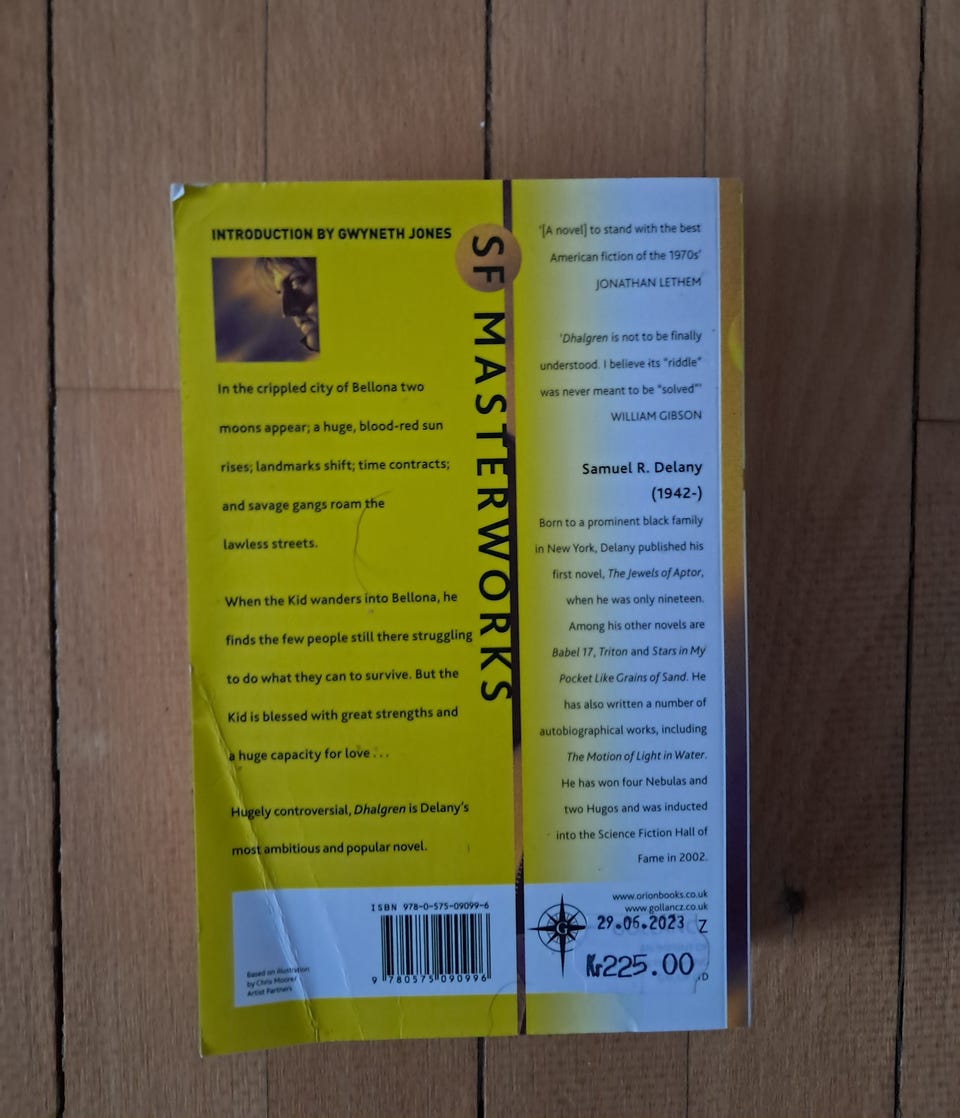 INTRODUCTION BY GWYNETH JONES
In the crippled city of Bellona two
moons appear; a huge, blood-red sun
rises; landmarks shift; time contracts;
and savage gangs roam the
lawless streets.
When the Kid wanders into Bellona, he
finds the few people still there struggling
to do what they can to survive. But the
Kid is blessed with great strengths and
a huge capacity for love . . .
Hugely controversial, Dhalgren is Delany's
most ambitious and popular novel.
ISBN 978-0-575-09099-6
9 780575 090996
Based on illustration
by Chris Moore/
Artist Partners
SF MASTERWORKS
'[A novel] to stand with the best
American fiction of the 1970s'
JONATHAN LETHEM
'Dhalgren is not to be finally
understood. I believe its "riddle"
was never meant to be "solved"'
WILLIAM GIBSON
Samuel R. Delany
(1942-)
Born to a prominent black family
in New York, Delany published his
first novel, The Jewels of Aptor,
when he was only nineteen.
Among his other novels are
Babel 17, Triton and Stars in My
Pocket Like Grains of Sand. He
has also written a number of
autobiographical works, including
The Motion of Light in Water.
He has won four Nebulas and
two Hugos and was inducted
into the Science Fiction Hall of
Fame in 2002.
www.orionbooks.co.uk
www.gollancz.co.uk
G
29.06.2023 Z
Kr225.00